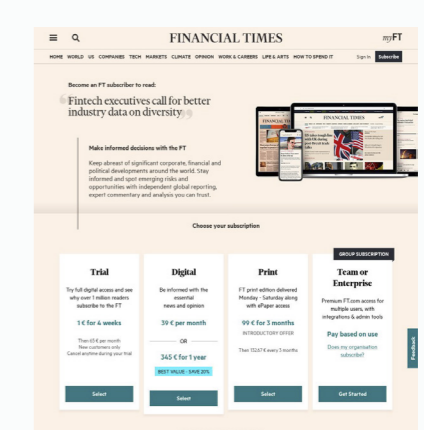 FINANCIAL TIMES
myFT
HOME WORLD US COMPANIES TECH MARKETS CLIMATE OPINION WORK & CAREERS LIFE & ARTS HOW TO SPEND IT
Sign In Subscribe
Become an FT subscriber to read:
“Fintech executives call for better
industry data on diversity”
Make informed decisions with the FT
Keep abreast of significant corporate, financial and
political developments around the world. Stay
informed and spot emerging risks and
opportunities with independent global reporting,
expert commentary and analysis you can trust.
FINANCIAL TIMES
Choose your subscription
Trial
Try full digital access and see
why over 1 million readers
subscribe to the FT
1 € for 4 weeks
Then 65 € per month
New customers only
Cancel anytime during your trial
Select
Digital
Be informed with the
essential
news and opinion
39 € per month
OR
345 € for 1 year
BEST VALUE - SAVE 20%
Select
Print
FT print edition delivered
Monday - Saturday along
with ePaper access
99 € for 3 months
INTRODUCTORY OFFER
every 3 months
Select
GROUP SUBSCRIPTION
Team or
Enterprise
Premium FT.com access for
multiple users, with
integrations & admin tools
Pay based on use
Does my organisation
subscribe?
Get Started
Feedback